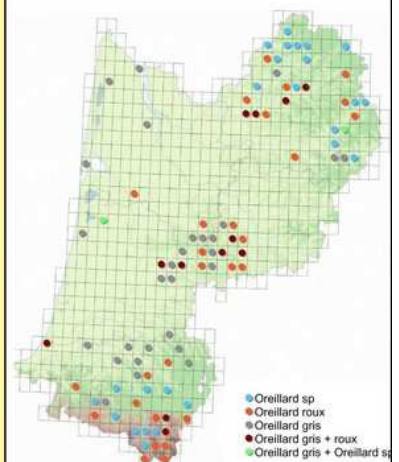 Oreillard sp
Oreillard roux
Oreillard gris
Oreillard gris + roux
Oreillard gris + Oreillard sp